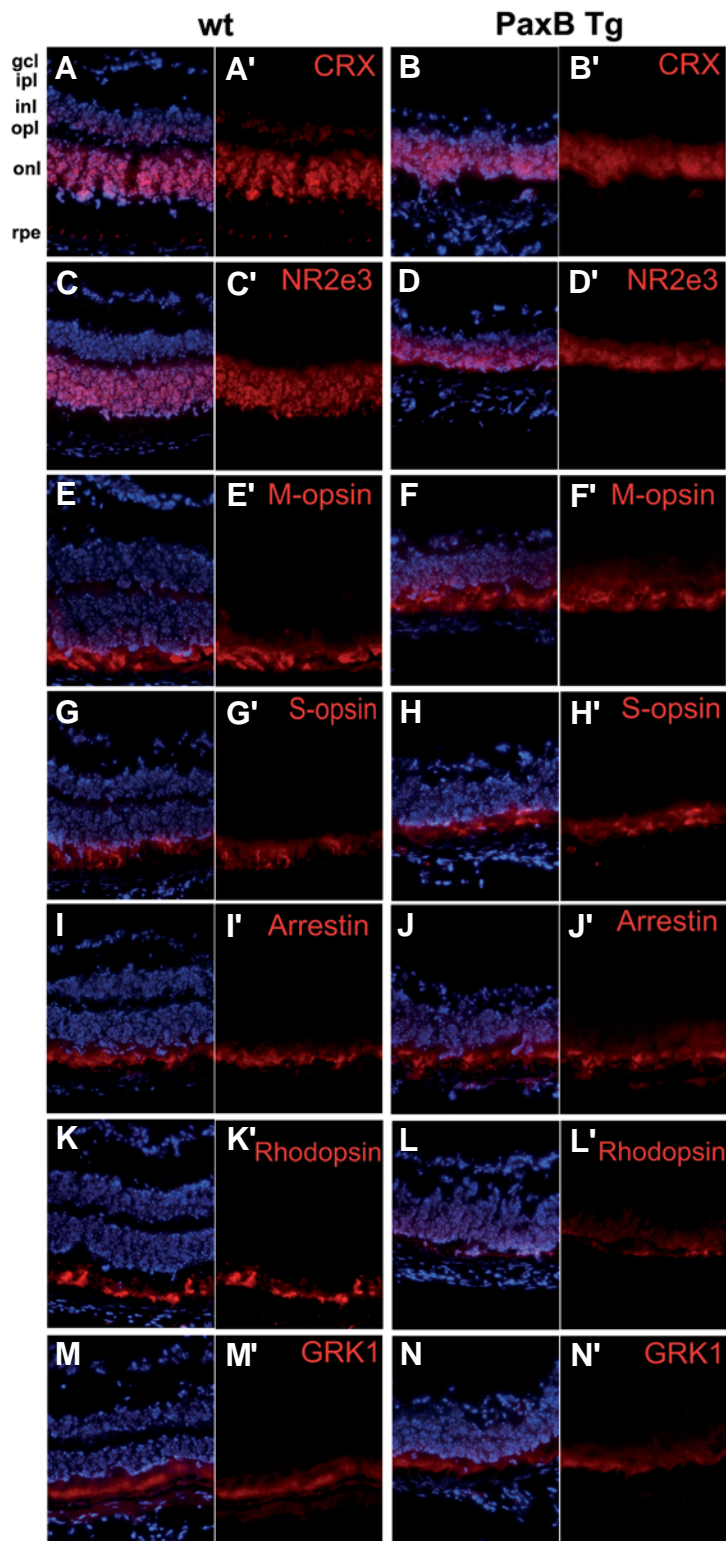 wt PaxB Tg
gcl
ipl
inl
opl
onl
rpe
A A' CRX B B' CRX
C C' NR2e3 D D' NR2e3
E E' M-opsin F F' M-opsin
G G' S-opsin H H' S-opsin
I I' Arrestin J J' Arrestin
K K' Rhodopsin L L' Rhodopsin
M M' GRK1 N N' GRK1